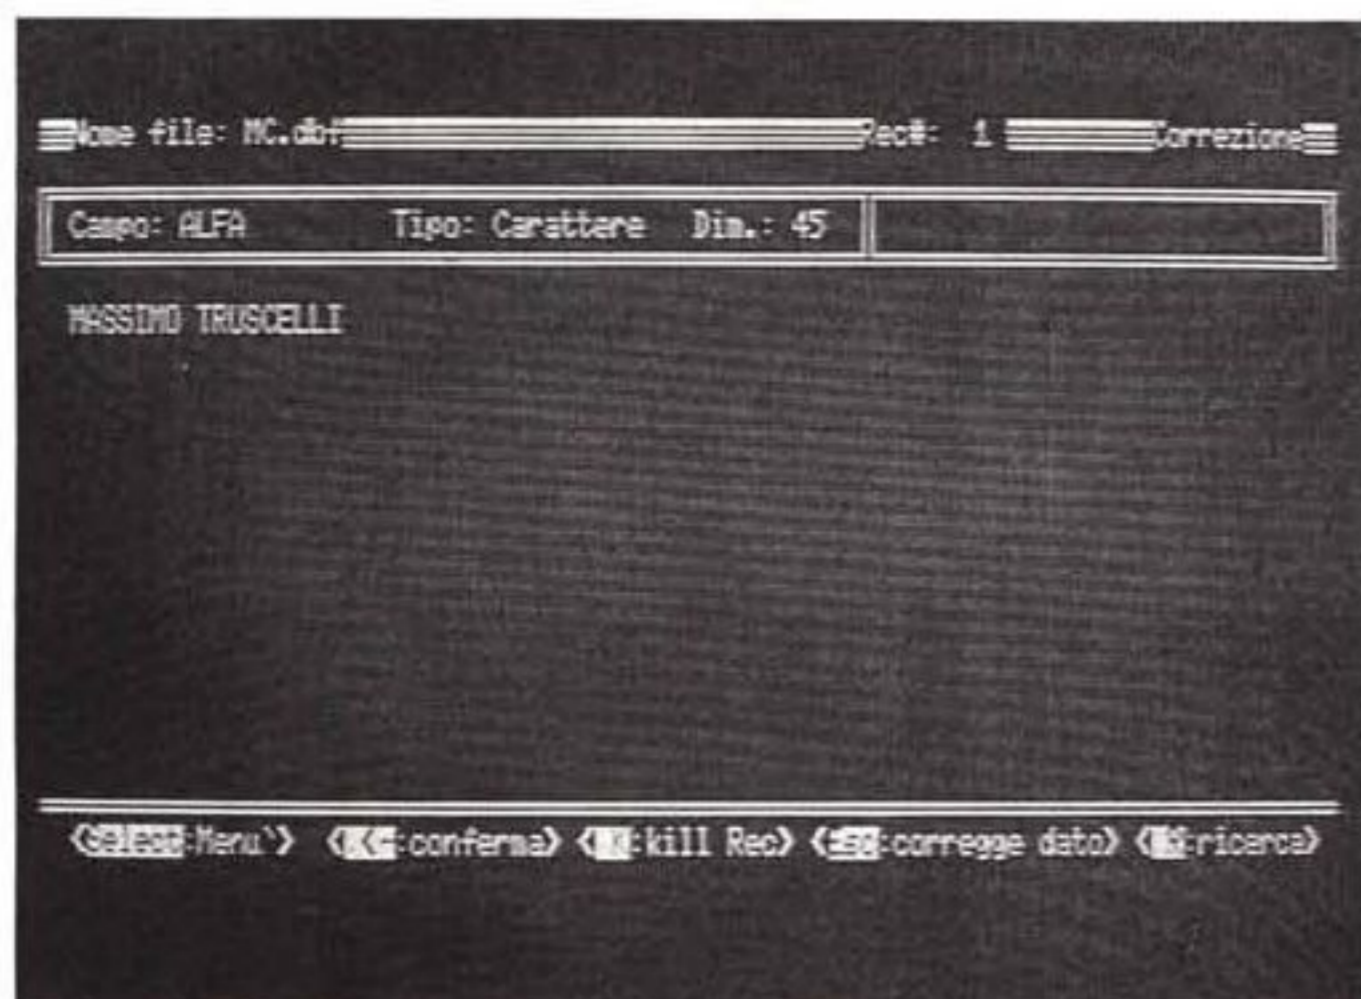 Nome file: MC.dbf Rec#: 1 Correzione
Campo: ALFA Tipo: Carattere Dim.: 45
MASSIMO TRUSCELLI
<Select:Menu`> :conferma> :kill Rec> <Esc:corregge dato> :ricerca>